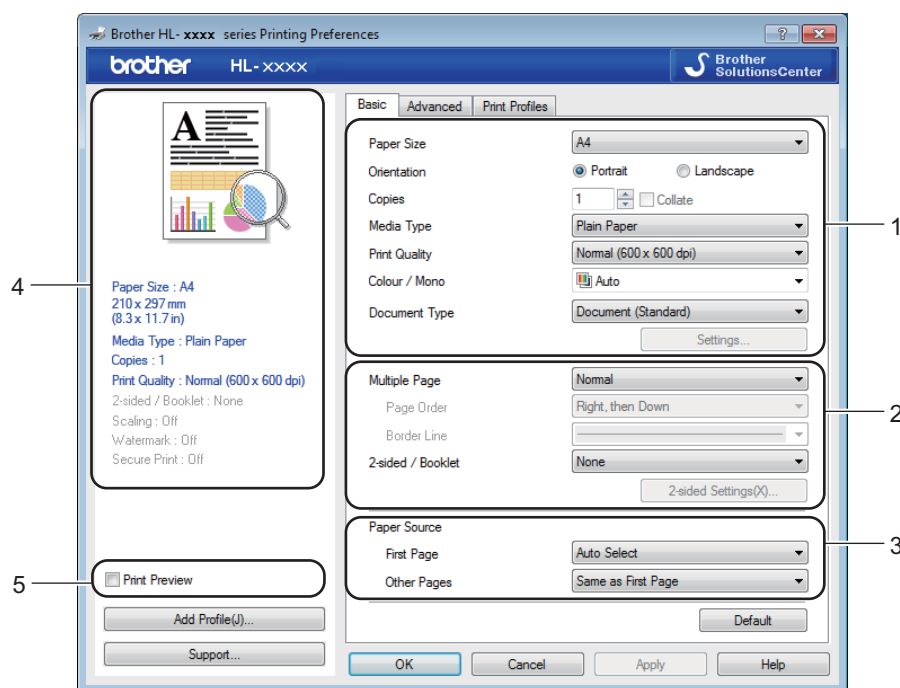 Brother HL- xxxx series Printing Preferences
brother HL-xxxx
Brother
SolutionsCenter
A
Paper Size : A4
210 x 297 mm
(8.3 x 11.7 in)
Media Type : Plain Paper
Copies : 1
Print Quality : Normal (600 x 600 dpi)
2-sided / Booklet : None
Scaling : Off
Watermark : Off
Secure Print : Off
4
Print Preview
5
Add Profile(J)...
Support...
Basic Advanced Print Profiles
Paper Size A4
Orientation Portrait Landscape
Copies 1 Collate
Media Type Plain Paper
1
Print Quality Normal (600 x 600 dpi)
Colour / Mono Auto
Document Type Document (Standard)
Settings...
Multiple Page Normal
Page Order Right, then Down
2
Border Line
2-sided / Booklet None
2-sided Settings(X)...
Paper Source
3
First Page Auto Select
Other Pages Same as First Page
Default
OK Cancel Apply Help